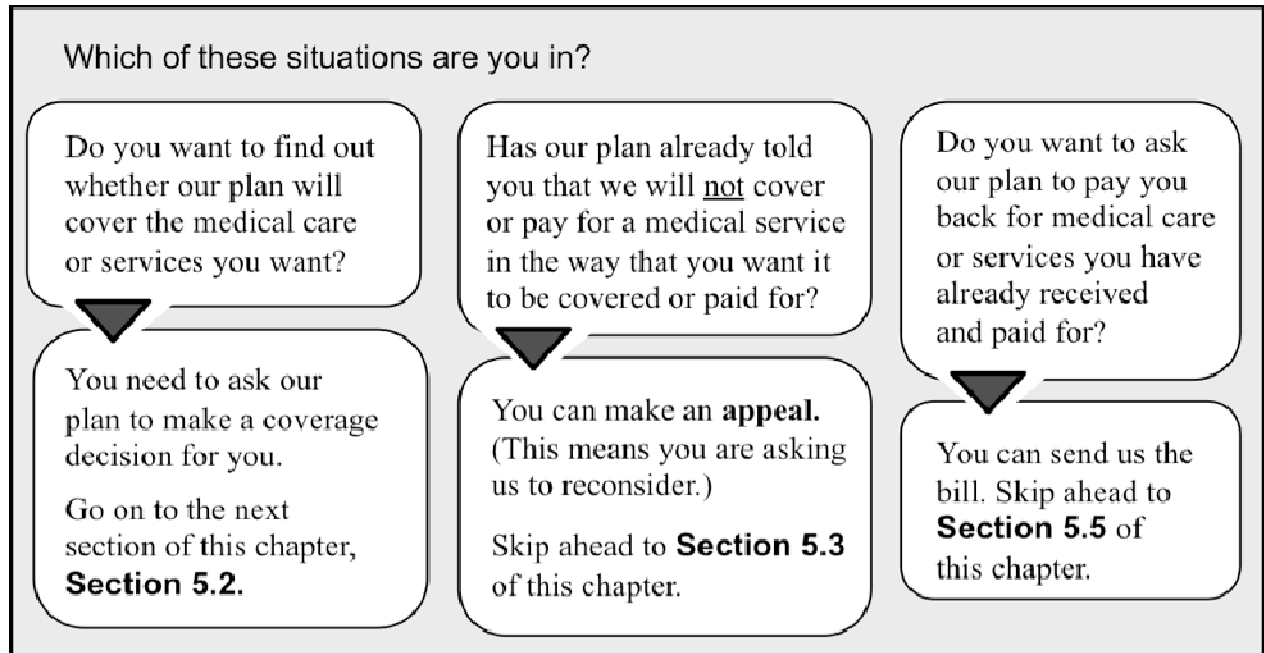 Which of these situations are you in?
Do you want to find out
whether our plan will
cover the medical care
or services you want?
You need to ask our
plan to make a coverage
decision for you.
Go on to the next
section of this chapter,
Section 5.2.
Has our plan already told
you that we will not cover
or pay for a medical service
in the way that you want it
to be covered or paid for?
You can make an appeal.
(This means you are asking
us to reconsider.)
Skip ahead to Section 5.3
of this chapter.
Do you want to ask
our plan to pay you
back for medical care
or services you have
already received
and paid for?
You can send us the
bill. Skip ahead to
Section 5.5 of
this chapter.